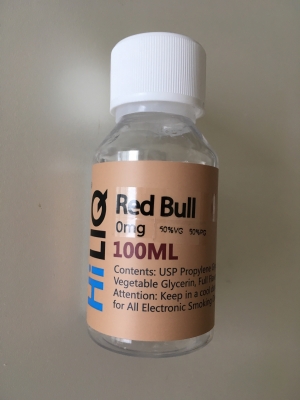 HiLIQ
Red Bull
0mg 50%VG 50%PG
100ML
Contents: USP Propylene
Vegetable Glycerin, Full
Attention: Keep in a cool
for All Electronic Smoking